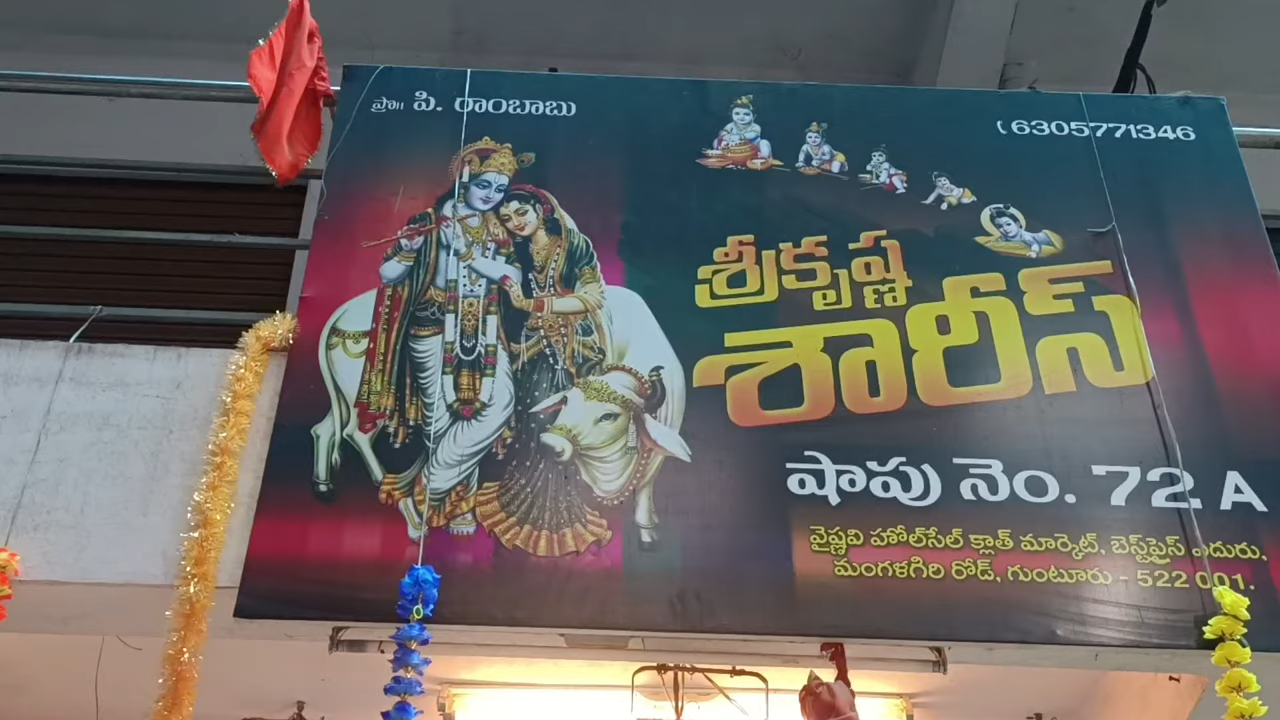 ప్రొ॥ పి. రాంబాబు
6305771346
శ్రీకృష్ణ
శారీస్
షాపు నెం. 72 A
వైష్ణవి హోల్‌సేల్ క్లాత్ మార్కెట్, బెస్ట్‌ప్రైస్ ఎదురు,
మంగళగిరి రోడ్, గుంటూరు - 522 001.